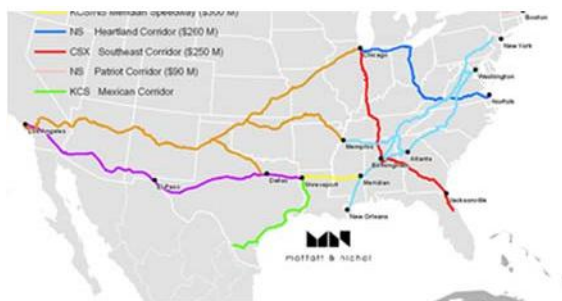 KCS/NS Meridian Speedway ($300 M)
NS Heartland Corridor ($260 M)
CSX Southeast Corridor ($250 M)
NS Patriot Corridor ($90 M)
KCS Mexican Corridor
Boston
New York
Chicago
Washington
Norfolk
Los Angeles
Memphis
Atlanta
Birmingham
El Paso
Dallas
Shreveport
Meridian
Jacksonville
New Orleans
moffatt & nichol